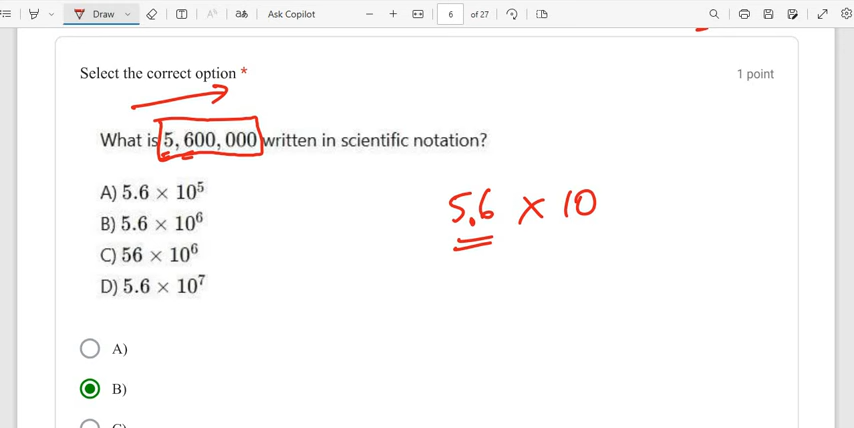 Draw Ask Copilot 6 of 27
Select the correct option * 1 point
What is 5,600,000 written in scientific notation?
A) 5.6 × 10⁵
B) 5.6 × 10⁶
C) 56 × 10⁶
D) 5.6 × 10⁷
5.6 × 10
A)
B)